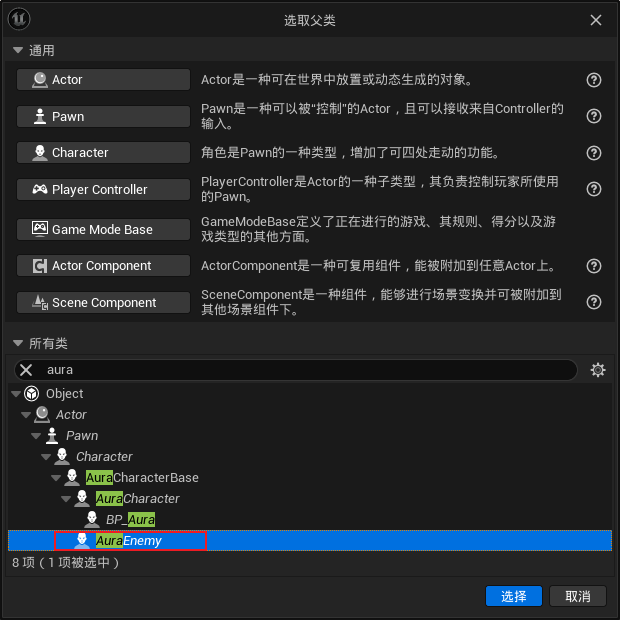 选取父类
通用
Actor
Actor是一种可在世界中放置或动态生成的对象。
Pawn
Pawn是一种可以被“控制”的Actor，且可以接收来自Controller的
输入。
Character
角色是Pawn的一种类型，增加了可四处走动的功能。
Player Controller
PlayerController是Actor的一种子类型，其负责控制玩家所使用
的Pawn。
Game Mode Base
GameModeBase定义了正在进行的游戏、其规则、得分以及游
戏类型的其他方面。
Actor Component
ActorComponent是一种可复用组件，能被附加到任意Actor上。
Scene Component
SceneComponent是一种组件，能够进行场景变换并可被附加到
其他场景组件下。
所有类
aura
Object
Actor
Pawn
Character
AuraCharacterBase
AuraCharacter
BP_Aura
AuraEnemy
8 项（1 项被选中）
选择
取消